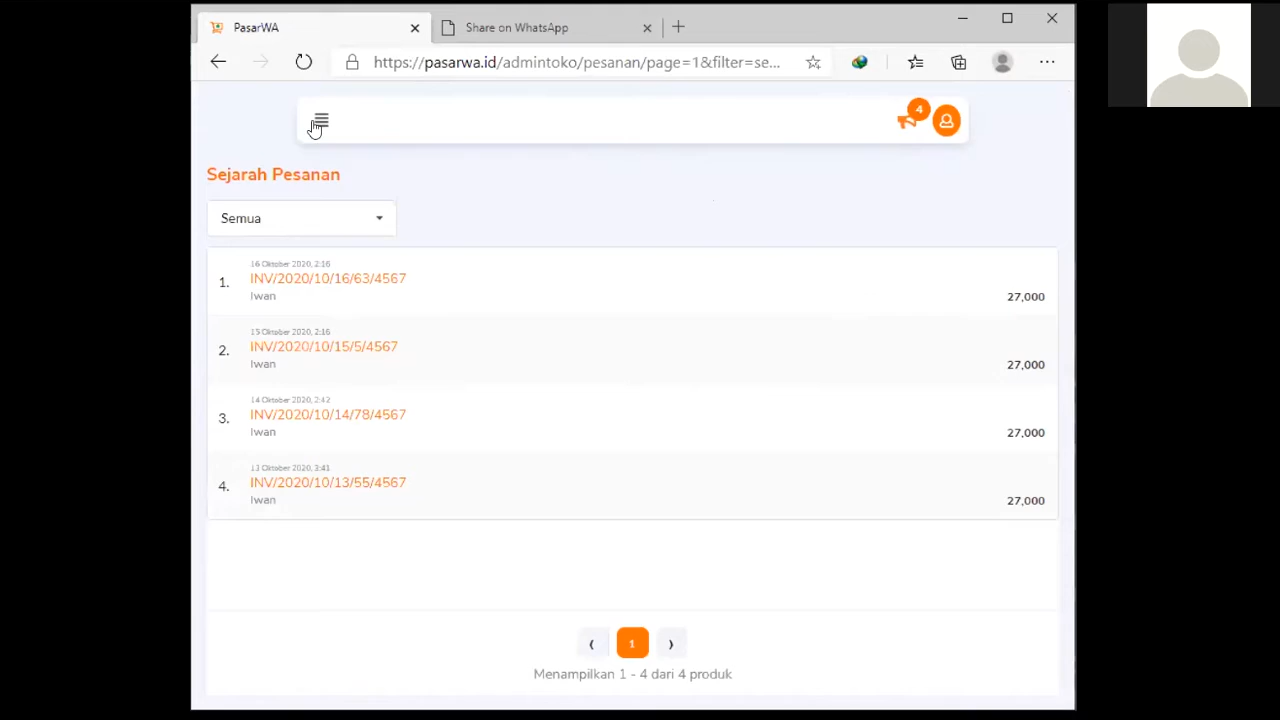 PasarWA
Share on WhatsApp
https://pasarwa.id/admintoko/pesanan/page=1&filter=se...
4
Sejarah Pesanan
Semua
16 Oktober 2020, 2:16
1.
INV/2020/10/16/63/4567
Iwan
27,000
15 Oktober 2020, 2:16
2.
INV/2020/10/15/5/4567
Iwan
27,000
14 Oktober 2020, 2:42
3.
INV/2020/10/14/78/4567
Iwan
27,000
13 Oktober 2020, 3:41
4.
INV/2020/10/13/55/4567
Iwan
27,000
‹ 1 ›
Menampilkan 1 - 4 dari 4 produk